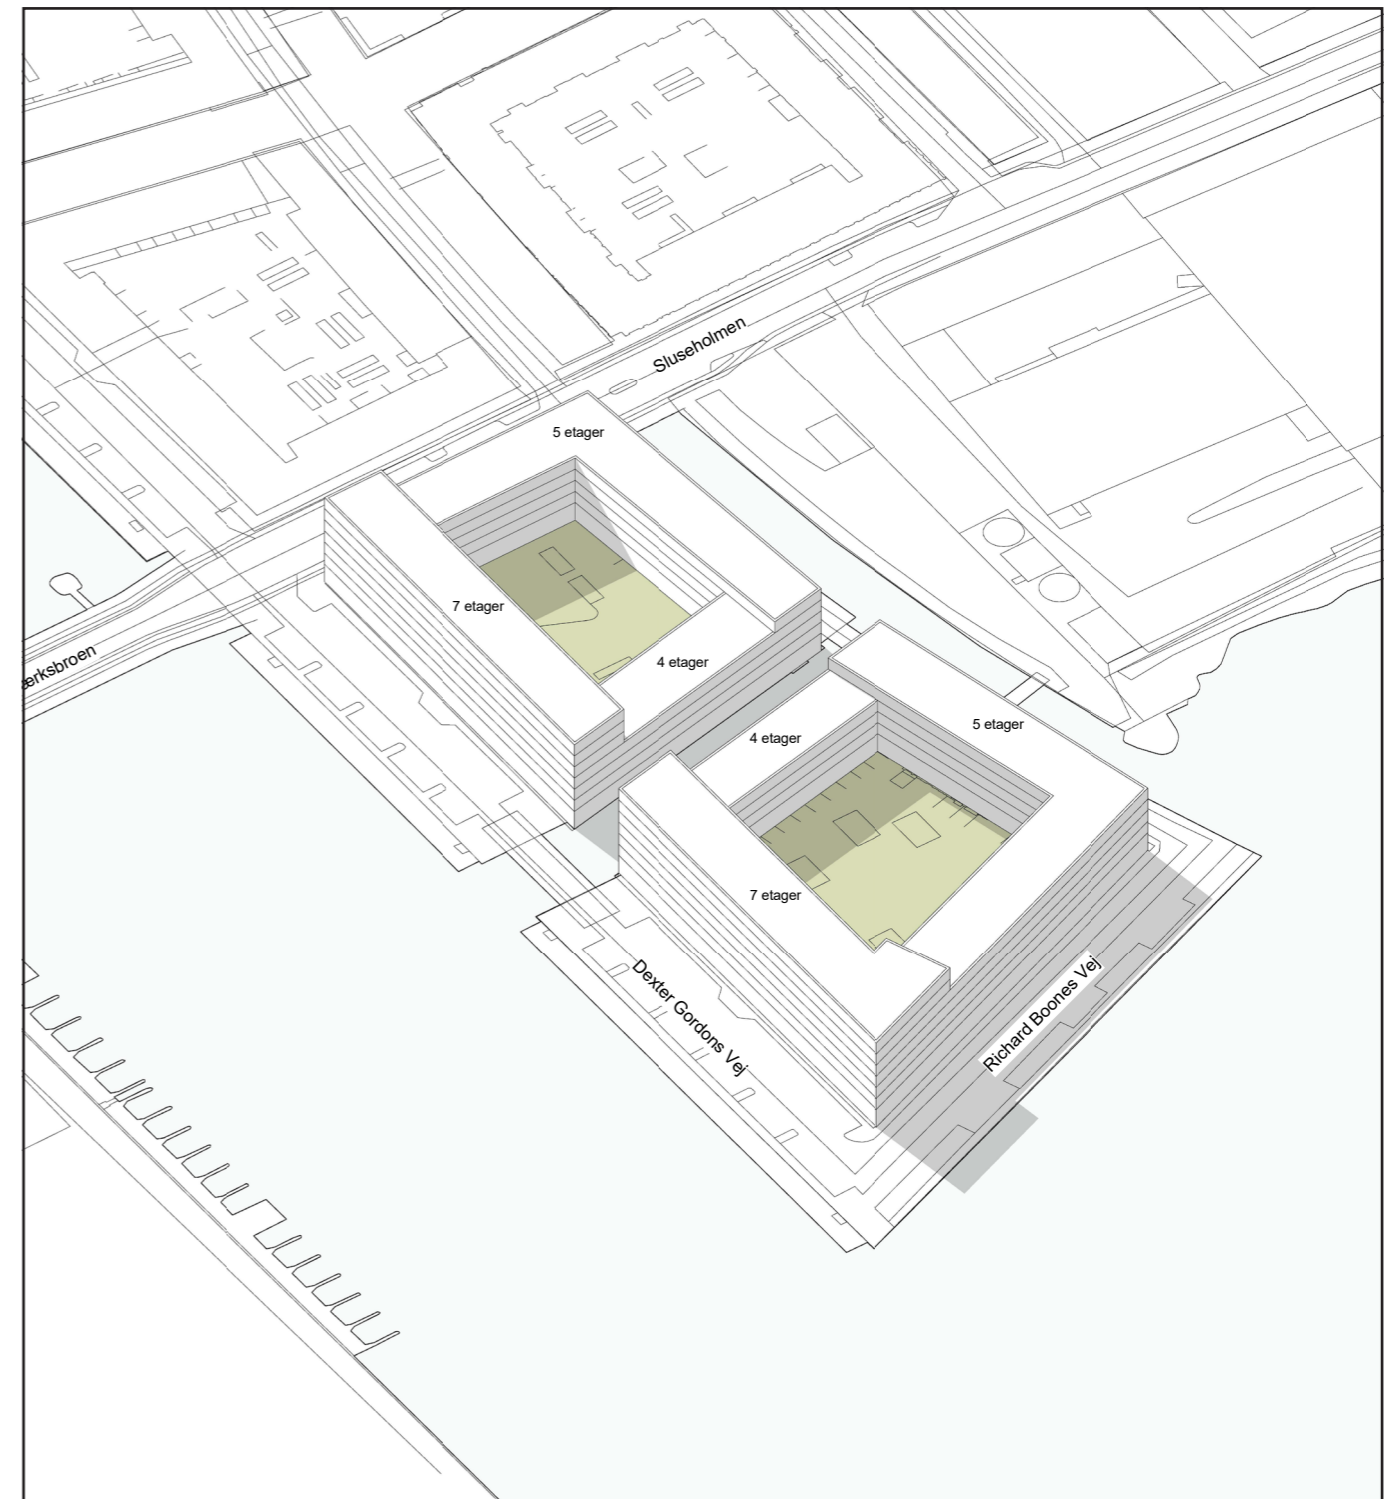 Sluseholmen
5 etager
7 etager
4 etager
ærksbroen
5 etager
4 etager
7 etager
Dexter Gordons Vej
Richard Boones Vej